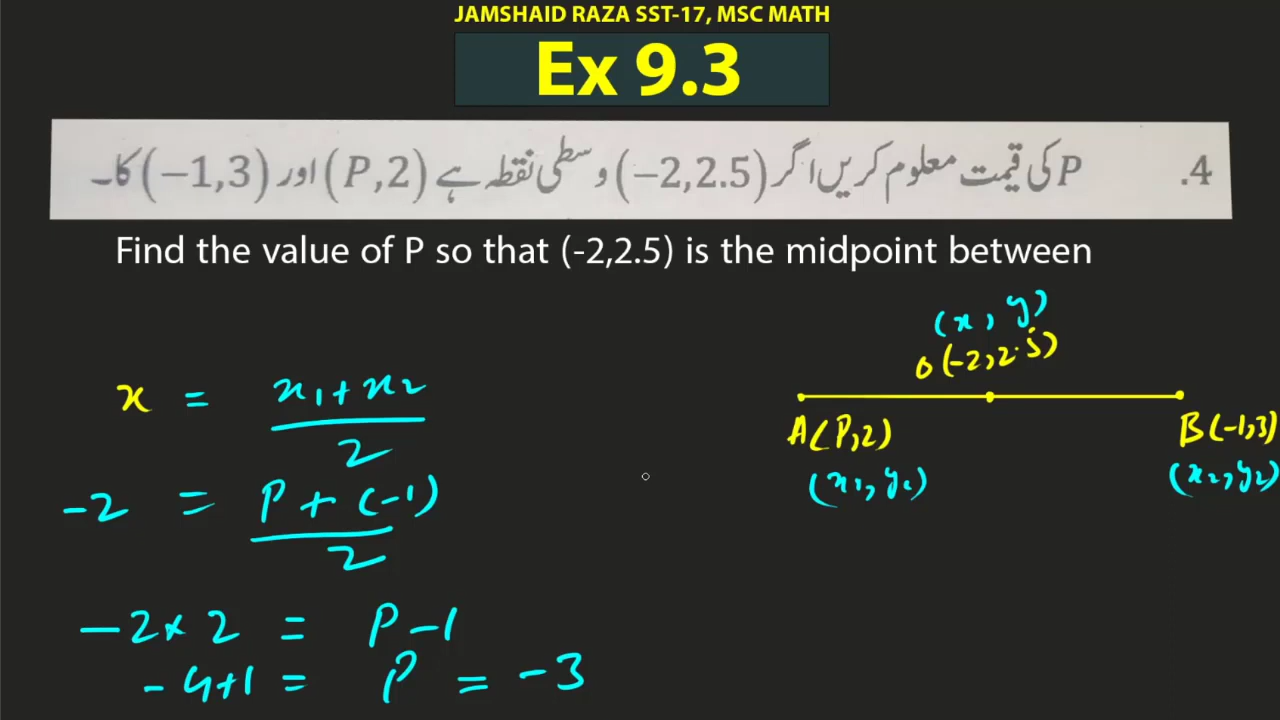 JAMSHAID RAZA SST-17, MSC MATH
Ex 9.3
4. P کی قیمت معلوم کریں اگر (−2,2.5) وسطی نقطہ ہے (P,2) اور (−1,3) کا۔
Find the value of P so that (-2,2.5) is the midpoint between
(x, y)
O(-2,2.5)
A(P,2)
B(-1,3)
(x₁, y₁)
(x₂, y₂)
x = x₁+x₂
2
-2 = P+(-1)
2
-2×2 = P-1
-4+1 = P = -3